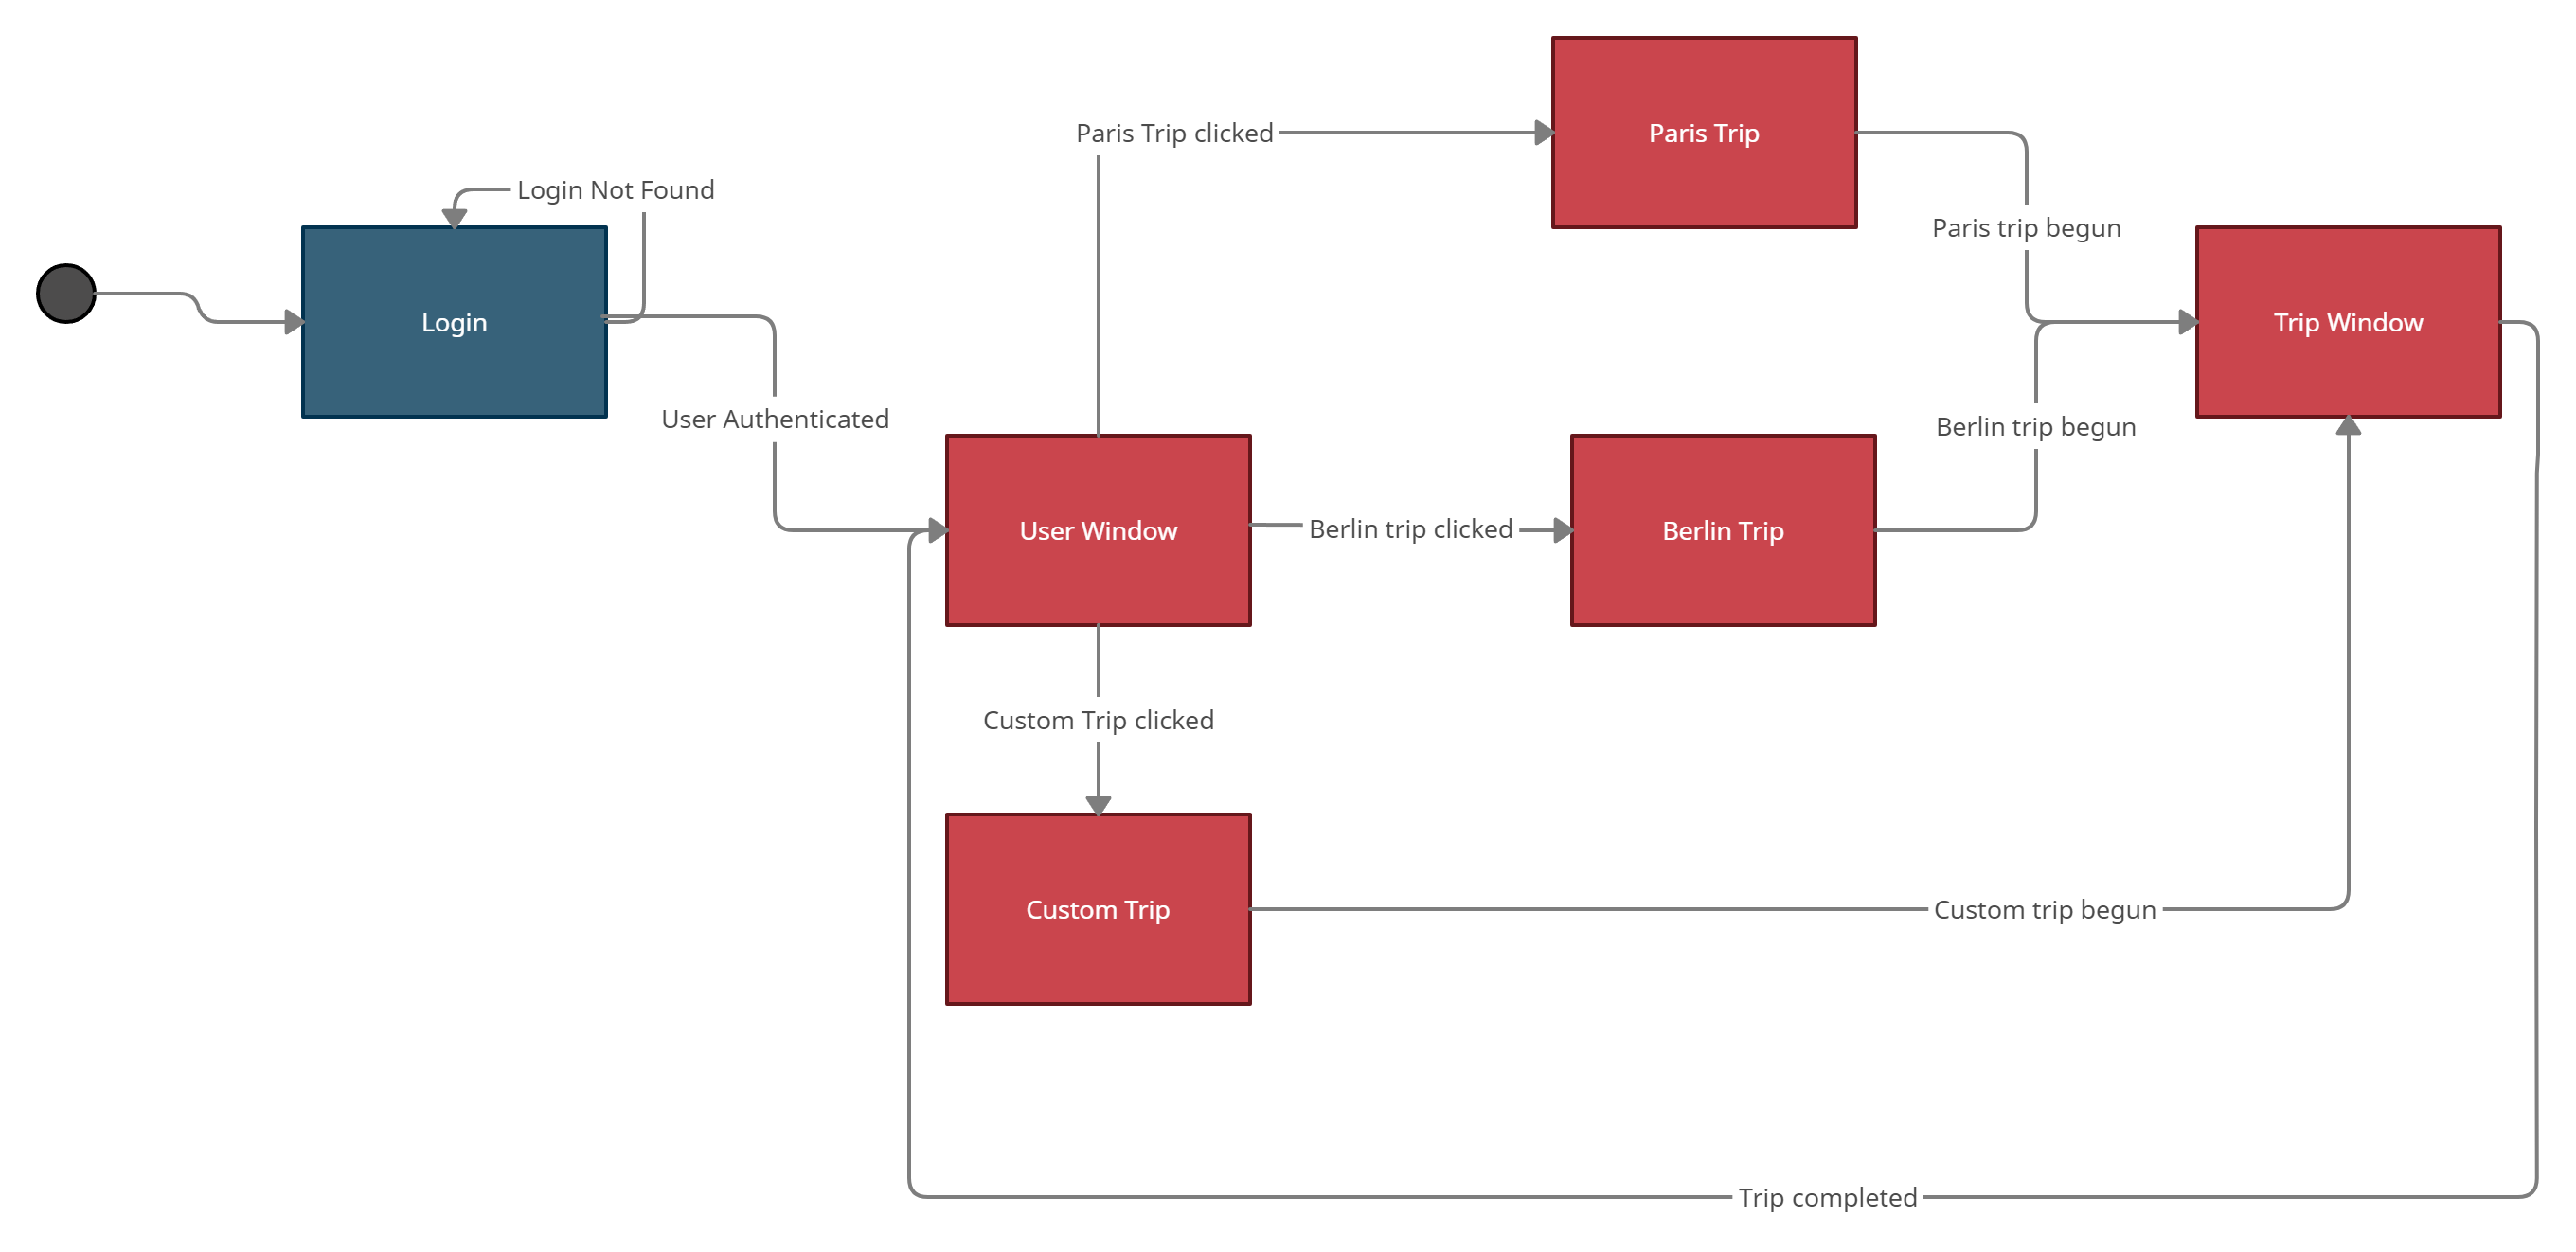 Paris Trip clicked
Paris Trip
Login Not Found
Paris trip begun
Login
Trip Window
User Authenticated
Berlin trip begun
User Window
Berlin trip clicked
Berlin Trip
Custom Trip clicked
Custom Trip
Custom trip begun
Trip completed